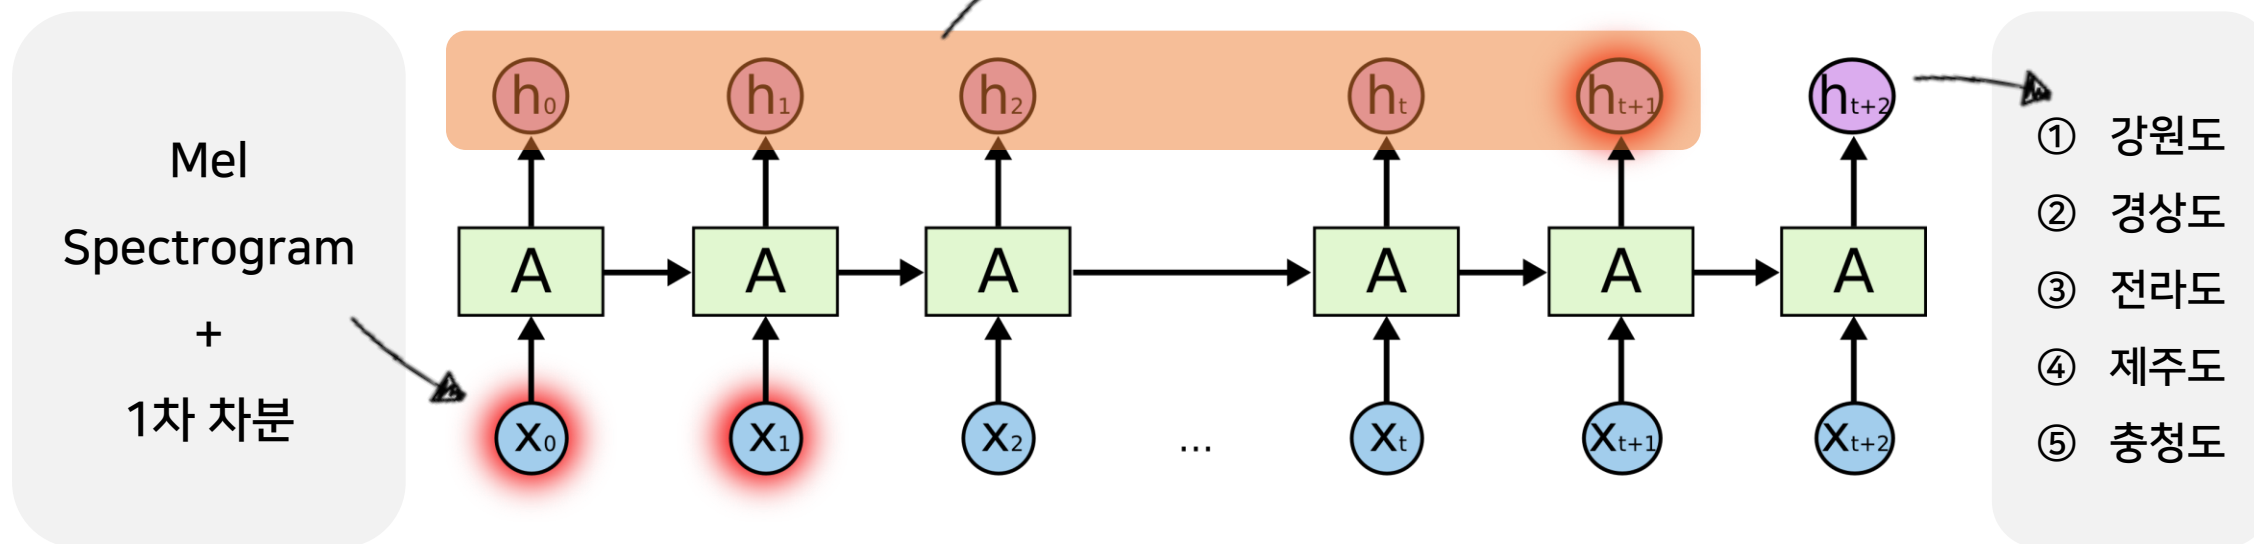 Mel
Spectrogram
+
1차 차분
h0 h1 h2 ht ht+1 ht+2
A A A A A A
x0 x1 x2 ... xt xt+1 xt+2
① 강원도
② 경상도
③ 전라도
④ 제주도
⑤ 충청도